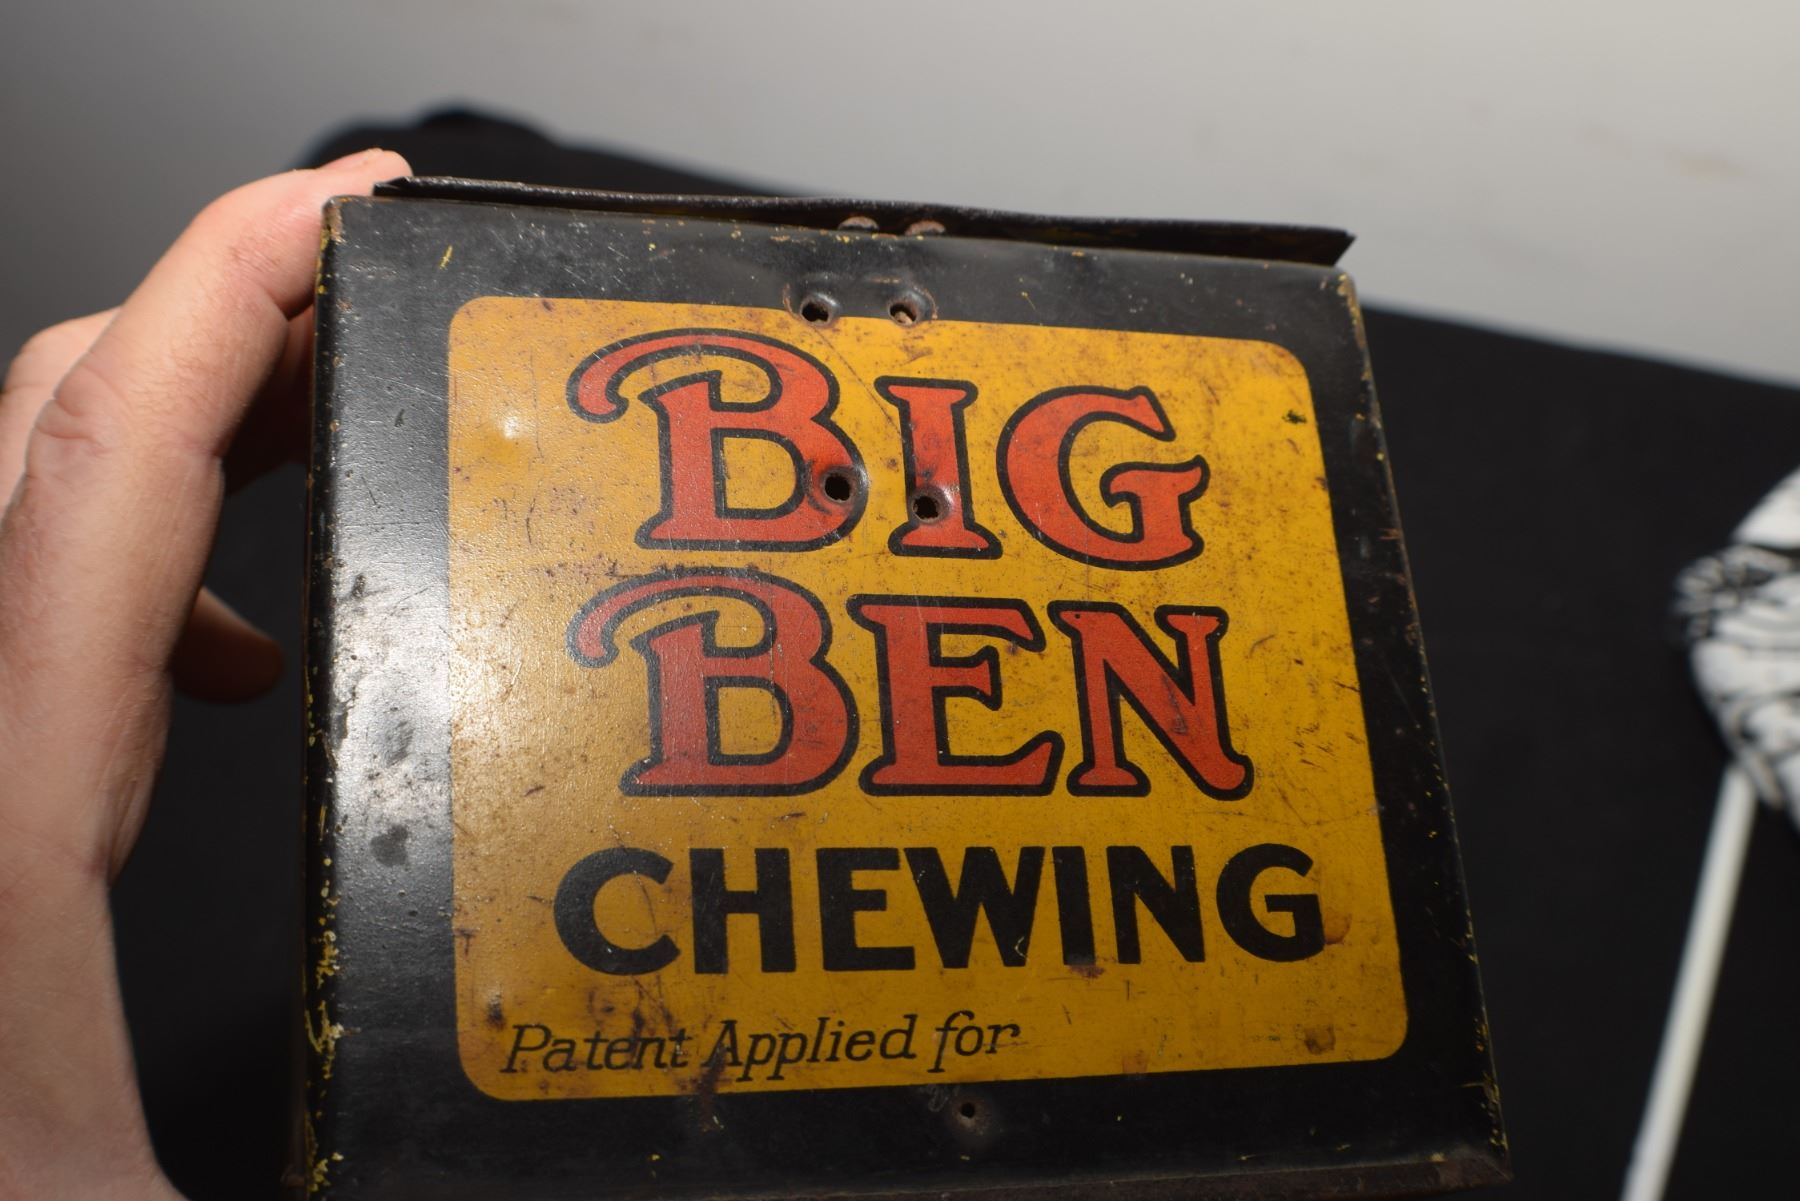 BIG
BEN
CHEWING
Patent Applied for